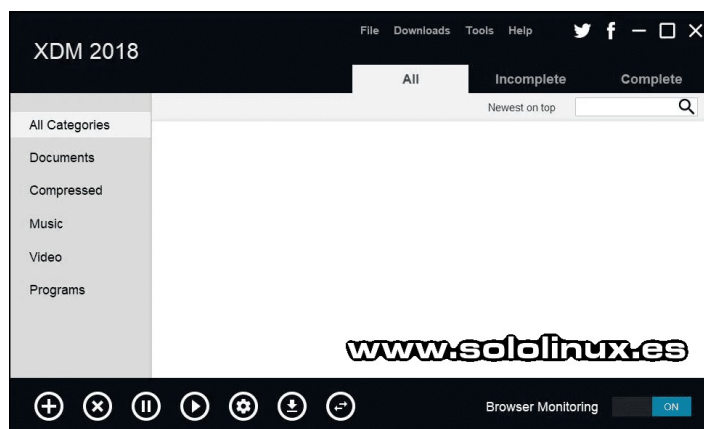 XDM 2018
File Downloads Tools Help
All Incomplete Complete
Newest on top
All Categories
Documents
Compressed
Music
Video
Programs
www.sololinux.es
Browser Monitoring ON